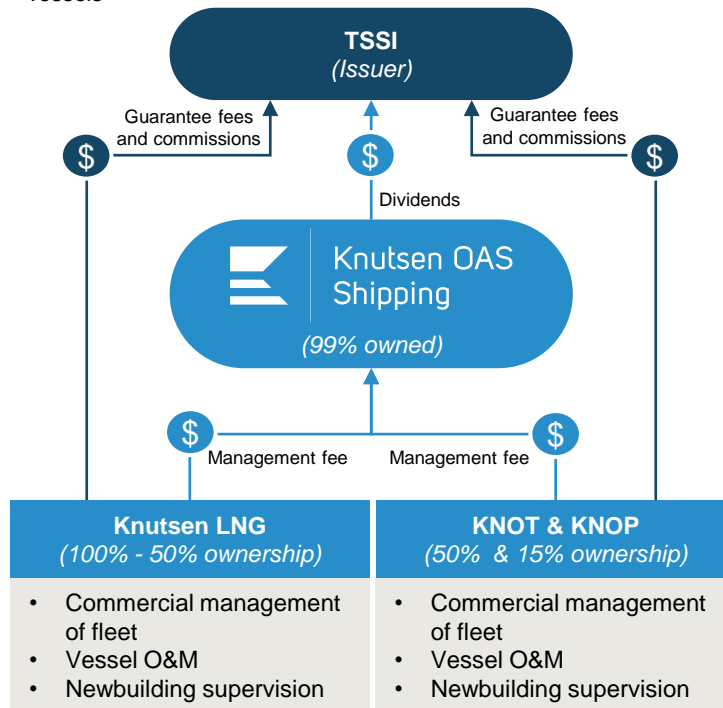 TSSI
(Issuer)
Guarantee fees
and commissions
Guarantee fees
and commissions
$
$
$
Dividends
Knutsen OAS
Shipping
(99% owned)
$
$
Management fee
Management fee
Knutsen LNG
(100% - 50% ownership)
KNOT & KNOP
(50% & 15% ownership)
• Commercial management
of fleet
• Vessel O&M
• Newbuilding supervision
• Commercial management
of fleet
• Vessel O&M
• Newbuilding supervision